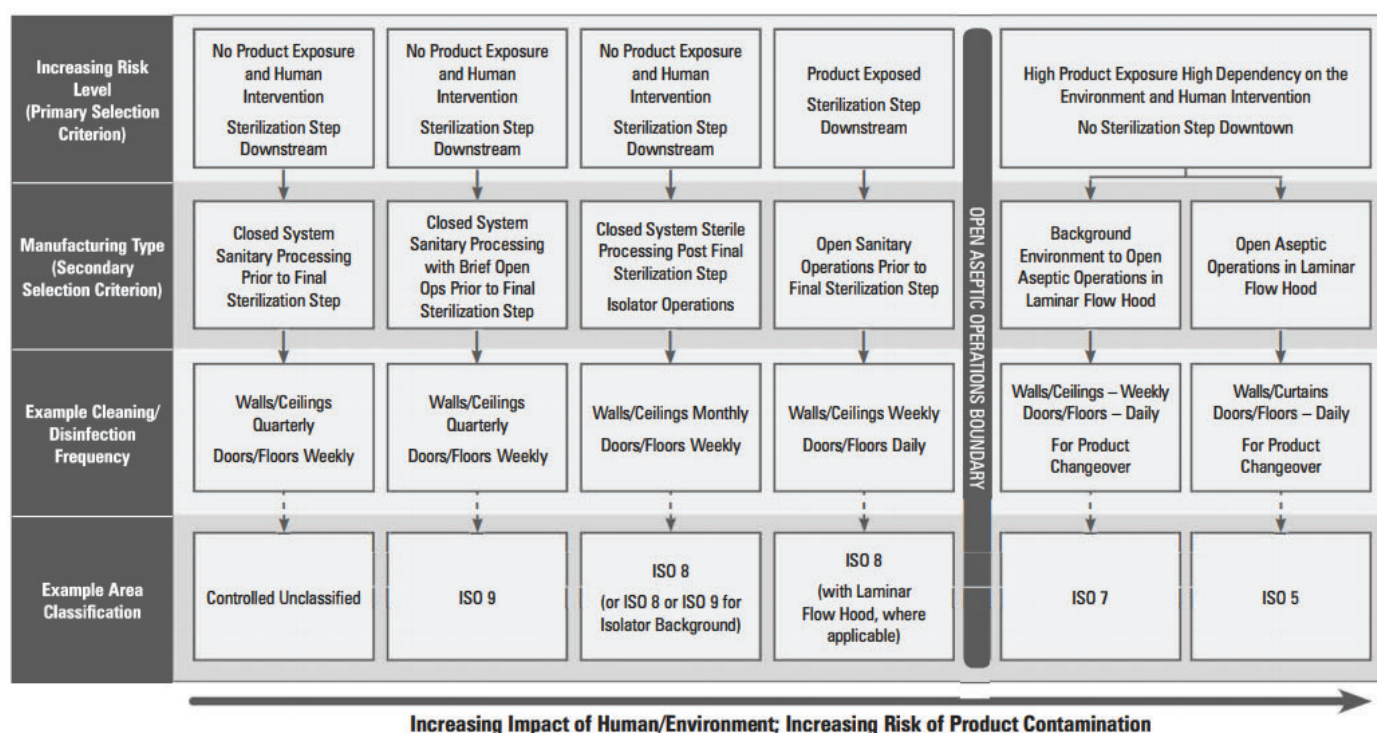 Increasing Risk
Level
(Primary Selection
Criterion)
No Product Exposure
and Human
Intervention
Sterilization Step
Downstream
No Product Exposure
and Human
Intervention
Sterilization Step
Downstream
No Product Exposure
and Human
Intervention
Sterilization Step
Downstream
Product Exposed
Sterilization Step
Downstream
High Product Exposure High Dependency on the
Environment and Human Intervention
No Sterilization Step Downtown
OPEN ASEPTIC OPERATIONS BOUNDARY
Manufacturing Type
(Secondary
Selection Criterion)
Closed System
Sanitary Processing
Prior to Final
Sterilization Step
Closed System
Sanitary Processing
with Brief Open
Ops Prior to Final
Sterilization Step
Closed System Sterile
Processing Post Final
Sterilization Step
Isolator Operations
Open Sanitary
Operations Prior to
Final Sterilization Step
Background
Environment to Open
Aseptic Operations in
Laminar Flow Hood
Open Aseptic
Operations in Laminar
Flow Hood
Example Cleaning/
Disinfection
Frequency
Walls/Ceilings
Quarterly
Doors/Floors Weekly
Walls/Ceilings
Quarterly
Doors/Floors Weekly
Walls/Ceilings Monthly
Doors/Floors Weekly
Walls/Ceilings Weekly
Doors/Floors Daily
Walls/Ceilings – Weekly
Doors/Floors – Daily
For Product
Changeover
Walls/Curtains
Doors/Floors – Daily
For Product
Changeover
Example Area
Classification
Controlled Unclassified
ISO 9
ISO 8
(or ISO 8 or ISO 9 for
Isolator Background)
ISO 8
(with Laminar
Flow Hood, where
applicable)
ISO 7
ISO 5
Increasing Impact of Human/Environment; Increasing Risk of Product Contamination